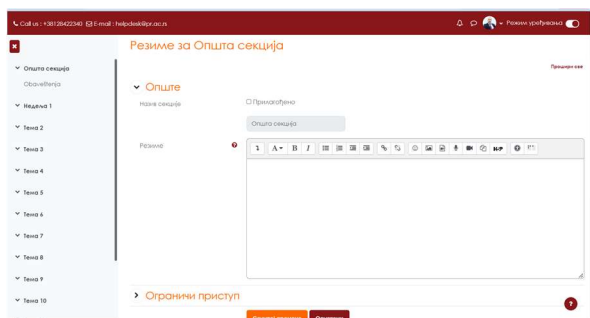 Call us : +38128422340 E-mail : helpdesk@pr.ac.rs
Режим уређивања
Резиме за Општа секција
Прошири све
Општа секција
Obaveštenja
Недеља 1
Тема 2
Тема 3
Тема 4
Тема 5
Тема 6
Тема 7
Тема 8
Тема 9
Тема 10
Опште
Назив секције
Прилагођено
Општа секција
Резиме
A B I H-P
Ограничи приступ
?